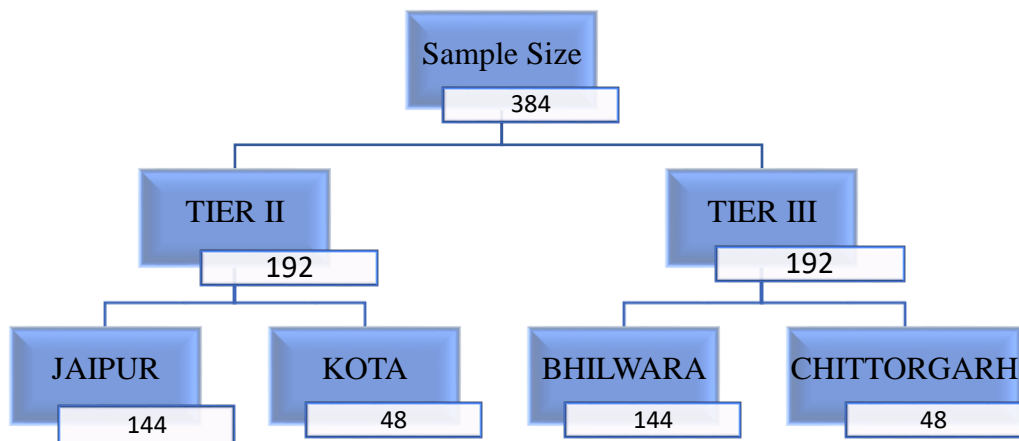 Sample Size
384
TIER II
192
TIER III
192
JAIPUR
144
KOTA
48
BHILWARA
144
CHITTORGARH
48